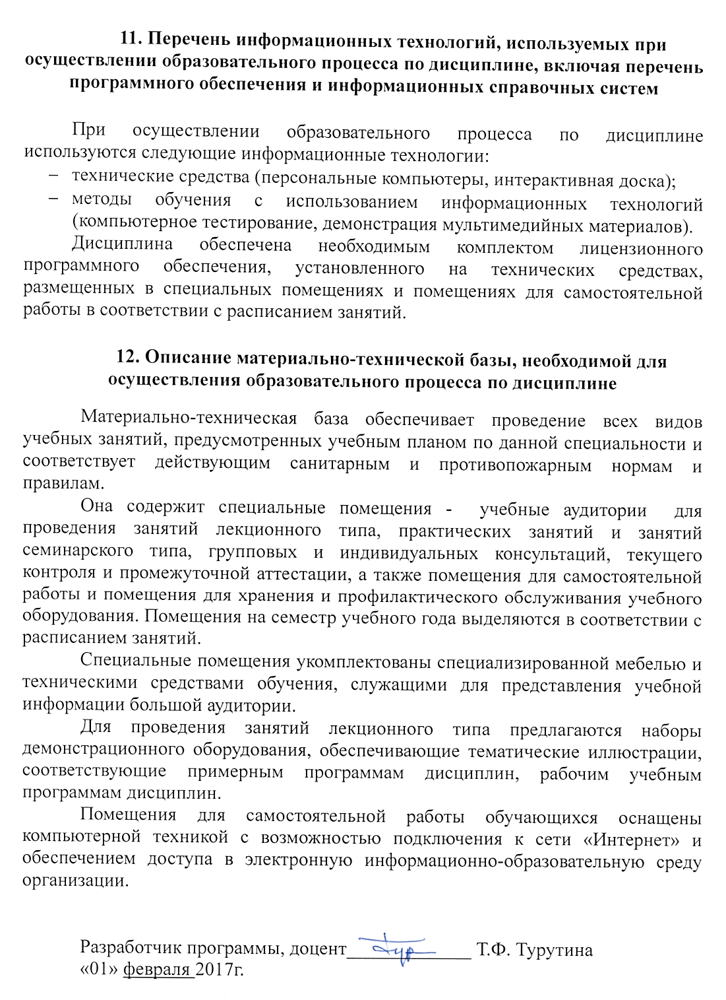 11. Перечень информационных технологий, используемых при
осуществлении образовательного процесса по дисциплине, включая перечень
программного обеспечения и информационных справочных систем
При осуществлении образовательного процесса по дисциплине
используются следующие информационные технологии:
– технические средства (персональные компьютеры, интерактивная доска);
– методы обучения с использованием информационных технологий
(компьютерное тестирование, демонстрация мультимедийных материалов).
Дисциплина обеспечена необходимым комплектом лицензионного
программного обеспечения, установленного на технических средствах,
размещенных в специальных помещениях и помещениях для самостоятельной
работы в соответствии с расписанием занятий.
12. Описание материально-технической базы, необходимой для
осуществления образовательного процесса по дисциплине
Материально-техническая база обеспечивает проведение всех видов
учебных занятий, предусмотренных учебным планом по данной специальности и
соответствует действующим санитарным и противопожарным нормам и
правилам.
Она содержит специальные помещения - учебные аудитории для
проведения занятий лекционного типа, практических занятий и занятий
семинарского типа, групповых и индивидуальных консультаций, текущего
контроля и промежуточной аттестации, а также помещения для самостоятельной
работы и помещения для хранения и профилактического обслуживания учебного
оборудования. Помещения на семестр учебного года выделяются в соответствии с
расписанием занятий.
Специальные помещения укомплектованы специализированной мебелью и
техническими средствами обучения, служащими для представления учебной
информации большой аудитории.
Для проведения занятий лекционного типа предлагаются наборы
демонстрационного оборудования, обеспечивающие тематические иллюстрации,
соответствующие примерным программам дисциплин, рабочим учебным
программам дисциплин.
Помещения для самостоятельной работы обучающихся оснащены
компьютерной техникой с возможностью подключения к сети «Интернет» и
обеспечением доступа в электронную информационно-образовательную среду
организации.
Разработчик программы, доцент______________ Т.Ф. Турутина
«01» февраля 2017г.